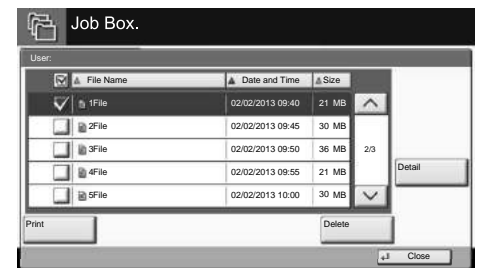 Job Box.
User:
File Name Date and Time Size
1File 02/02/2013 09:40 21 MB
2File 02/02/2013 09:45 30 MB
3File 02/02/2013 09:50 36 MB
2/3
4File 02/02/2013 09:55 21 MB
Detail
5File 02/02/2013 10:00 30 MB
Print Delete
Close